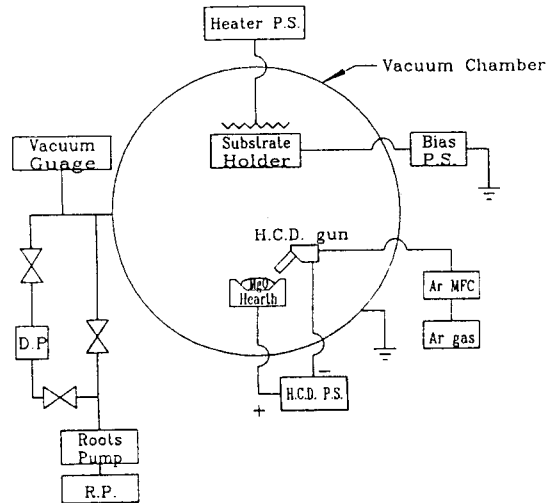 Heater P.S.
Vacuum Chamber
Vacuum
Guage
Substrate
Holder
Bias
P.S.
H.C.D. gun
MgO
Hearth
Ar MFC
Ar gas
D.P
+
−
H.C.D. P.S.
Roots
Pump
R.P.